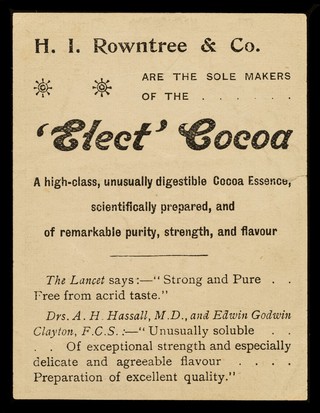 H. I. Rowntree & Co.
ARE THE SOLE MAKERS
OF THE . . . . . .
‘Elect’ Cocoa
A high-class, unusually digestible Cocoa Essence,
scientifically prepared, and
of remarkable purity, strength, and flavour
The Lancet says:—“ Strong and Pure . .
Free from acrid taste.”
Drs. A. H. Hassall, M.D., and Edwin Godwin
Clayton, F.C.S. :—“ Unusually soluble . .
. . Of exceptional strength and especially
delicate and agreeable flavour . . . .
Preparation of excellent quality.”